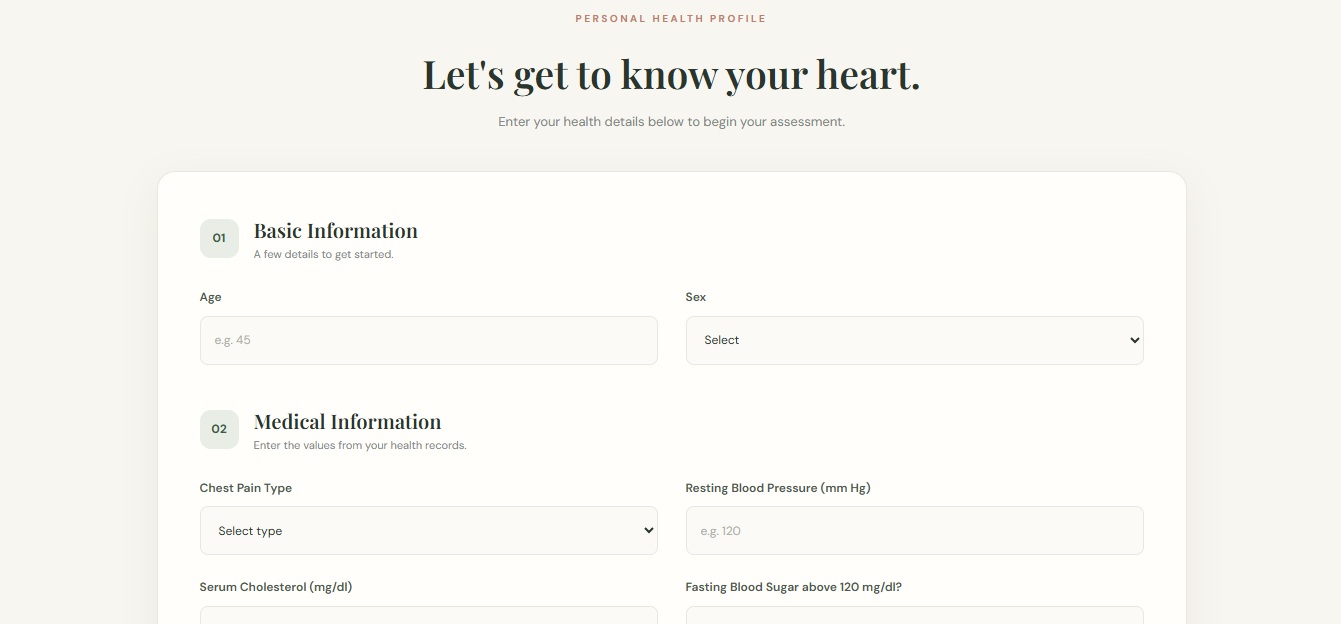 PERSONAL HEALTH PROFILE
Let's get to know your heart.
Enter your health details below to begin your assessment.
01
Basic Information
A few details to get started.
Age
Sex
e.g. 45
Select
02
Medical Information
Enter the values from your health records.
Chest Pain Type
Resting Blood Pressure (mm Hg)
Select type
e.g. 120
Serum Cholesterol (mg/dl)
Fasting Blood Sugar above 120 mg/dl?